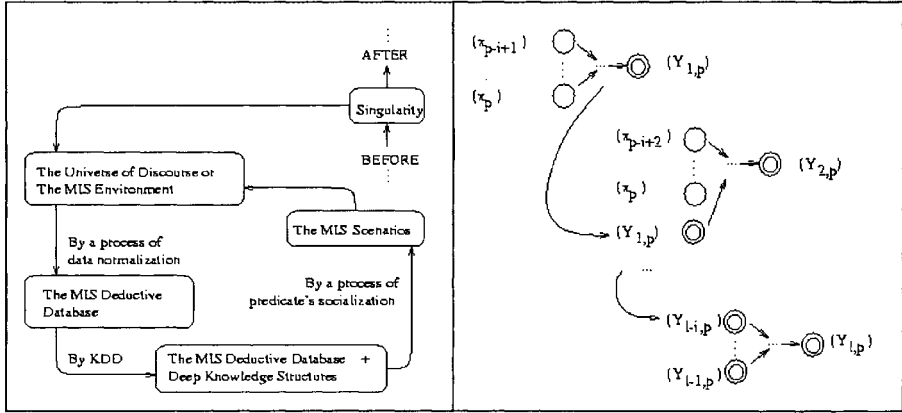 AFTER
Singularity
BEFORE
The Universe of Discourse or
The MIS Environment
The MIS Scenarios
By a process of
data normalization
By a process of
predicate's socialization
The MIS Deductive
Database
By KDD
The MIS Deductive Database +
Deep Knowledge Structures
(x_{p-i+1})
(Y_{1,p})
(x_p)
(x_{p-i+2})
(Y_{2,p})
(x_p)
(Y_{1,p})
...
(Y_{l-i,p})
(Y_{l,p})
(Y_{l-1,p})